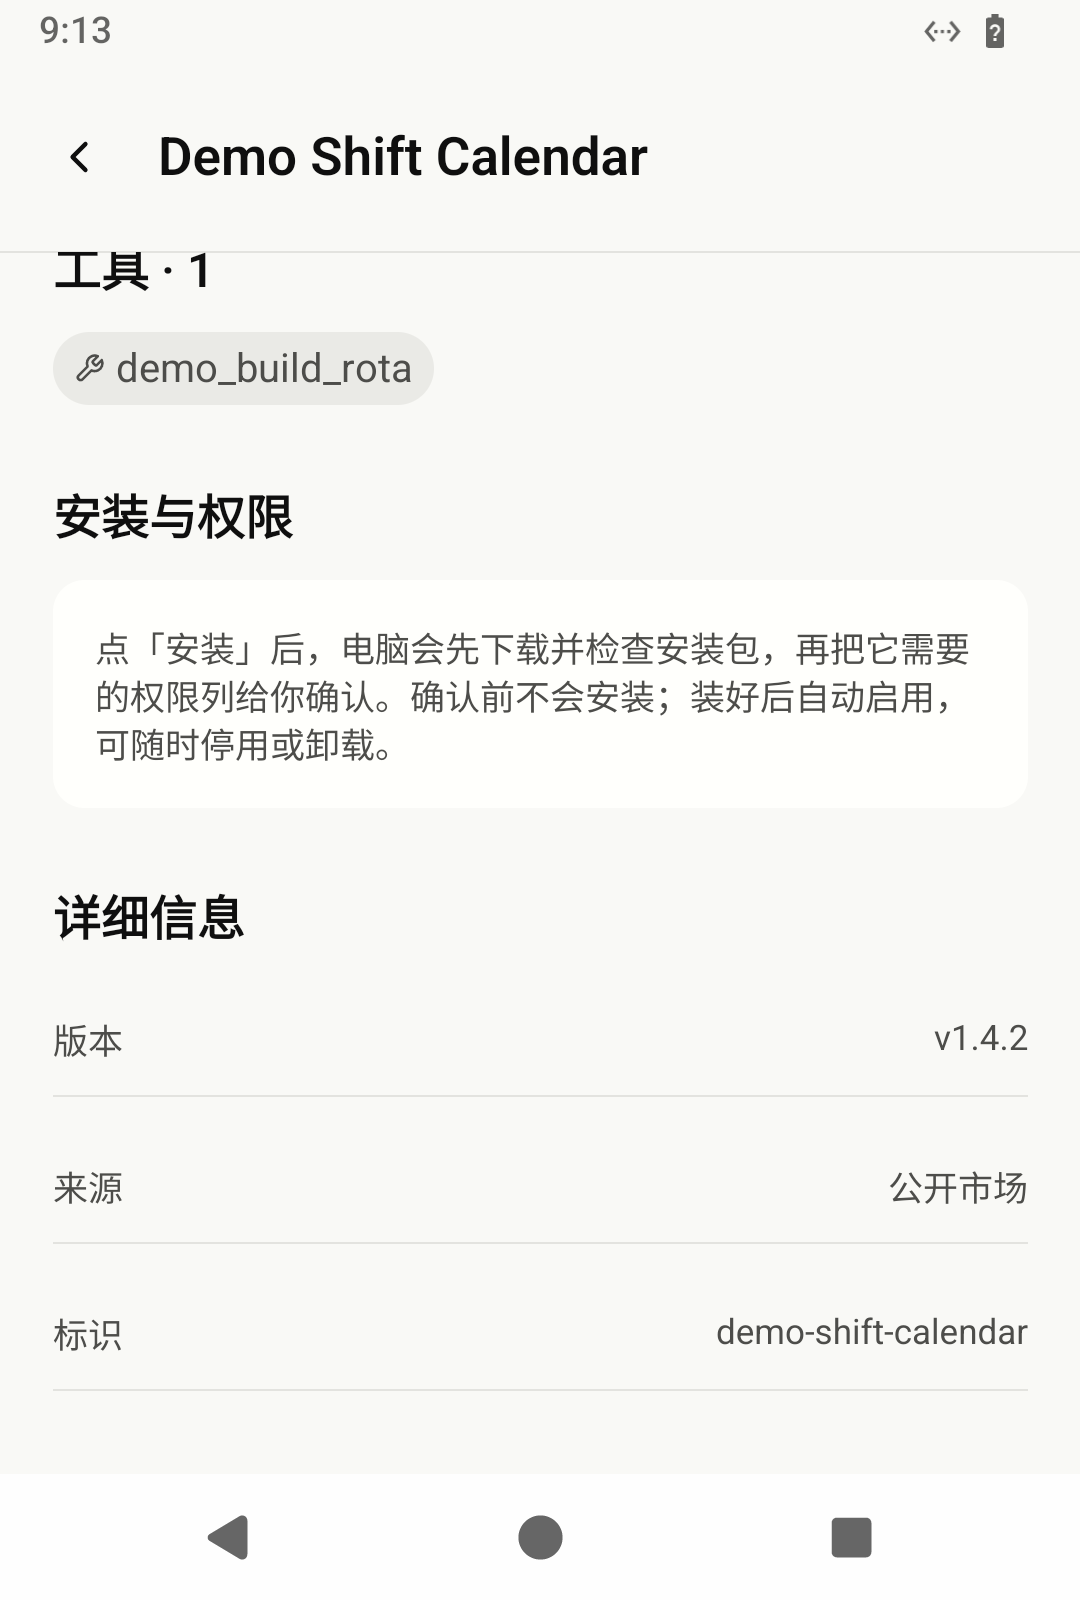 9:13
Demo Shift Calendar
工具 · 1
demo_build_rota
安装与权限
点「安装」后，电脑会先下载并检查安装包，再把它需要
的权限列给你确认。确认前不会安装；装好后自动启用，
可随时停用或卸载。
详细信息
版本
v1.4.2
来源
公开市场
标识
demo-shift-calendar